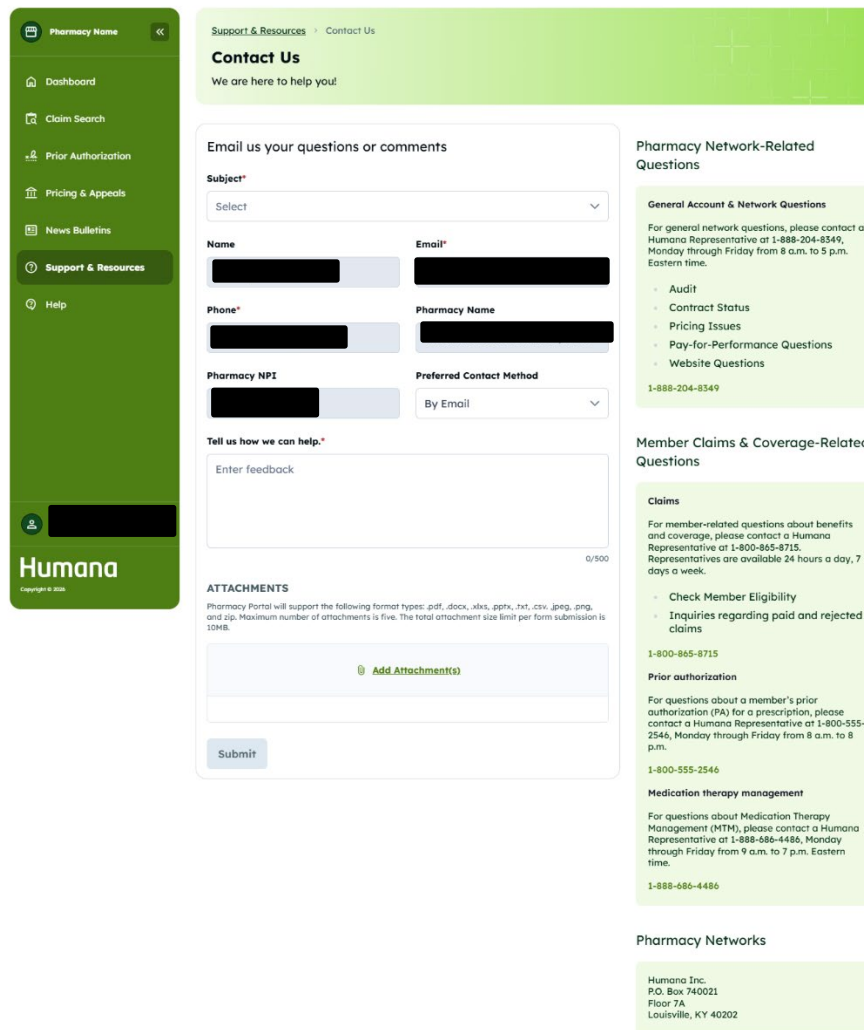 Pharmacy Name
Dashboard
Claim Search
Prior Authorization
Pricing & Appeals
News Bulletins
Support & Resources
Help
Humana
Copyright © 2026
Support & Resources › Contact Us
Contact Us
We are here to help you!
Email us your questions or comments
Subject*
Select
Name
Email*
Phone*
Pharmacy Name
Pharmacy NPI
Preferred Contact Method
By Email
Tell us how we can help.*
Enter feedback
0/500
ATTACHMENTS
Pharmacy Portal will support the following format types: .pdf, .docx, .xlxs, .pptx, .txt, .csv. .jpeg, .png,
and zip. Maximum number of attachments is five. The total attachment size limit per form submission is
10MB.
Add Attachment(s)
Submit
Pharmacy Network-Related
Questions
General Account & Network Questions
For general network questions, please contact a
Humana Representative at 1-888-204-8349,
Monday through Friday from 8 a.m. to 5 p.m.
Eastern time.
Audit
Contract Status
Pricing Issues
Pay-for-Performance Questions
Website Questions
1-888-204-8349
Member Claims & Coverage-Related
Questions
Claims
For member-related questions about benefits
and coverage, please contact a Humana
Representative at 1-800-865-8715.
Representatives are available 24 hours a day, 7
days a week.
Check Member Eligibility
Inquiries regarding paid and rejected
claims
1-800-865-8715
Prior authorization
For questions about a member's prior
authorization (PA) for a prescription, please
contact a Humana Representative at 1-800-555-
2546, Monday through Friday from 8 a.m. to 8
p.m.
1-800-555-2546
Medication therapy management
For questions about Medication Therapy
Management (MTM), please contact a Humana
Representative at 1-888-686-4486, Monday
through Friday from 9 a.m. to 7 p.m. Eastern
time.
1-888-686-4486
Pharmacy Networks
Humana Inc.
P.O. Box 740021
Floor 7A
Louisville, KY 40202